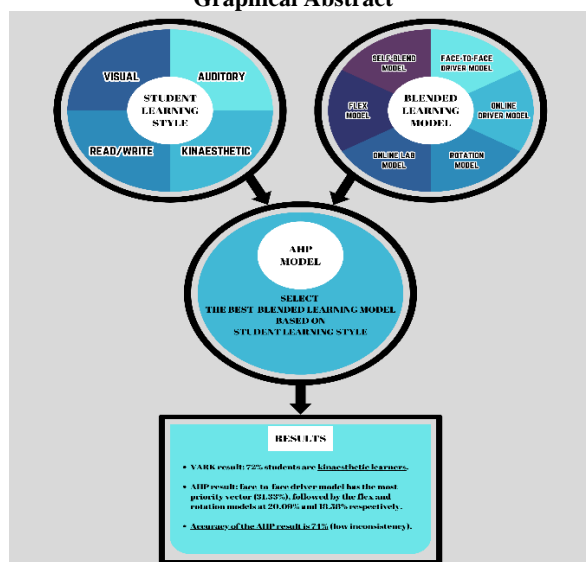 Graphical Abstract
VISUAL
AUDITORY
STUDENT
LEARNING
STYLE
READ/WRITE
KINAESTHETIC
SELF-BLEND
MODEL
FACE-TO-FACE
DRIVER MODEL
FLEX
MODEL
BLENDED
LEARNING
MODEL
ONLINE
DRIVER MODEL
ONLINE LAB
MODEL
ROTATION
MODEL
AHP
MODEL
SELECT
THE BEST BLENDED LEARNING MODEL
BASED ON
STUDENT LEARNING STYLE
RESULTS
• VARK result: 72% students are kinaesthetic learners.
• AHP result: face-to-face driver model has the most
priority vector (31.33%), followed by the flex and
rotation models at 20.09% and 18.58% respectively.
• Accuracy of the AHP result is 74% (low inconsistency).